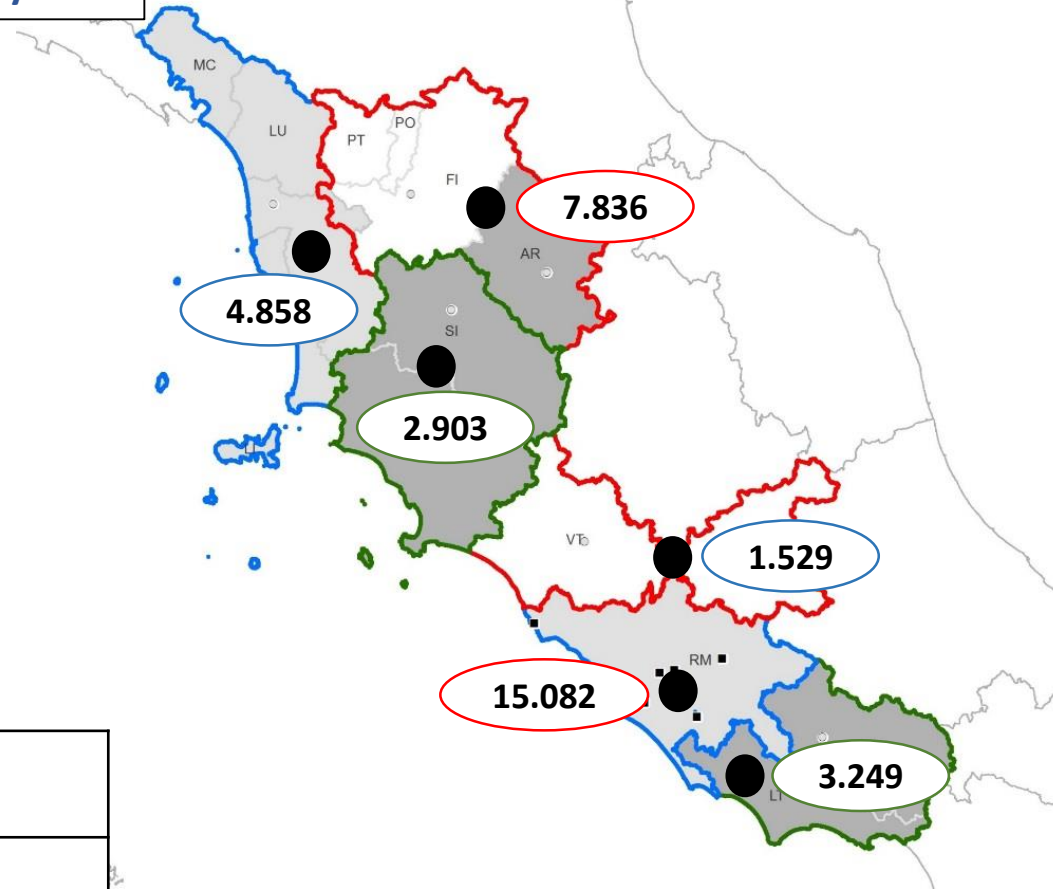 MC
LU
PT
PO
FI
7.836
AR
4.858
SI
2.903
VT
1.529
RM
15.082
3.249
LT